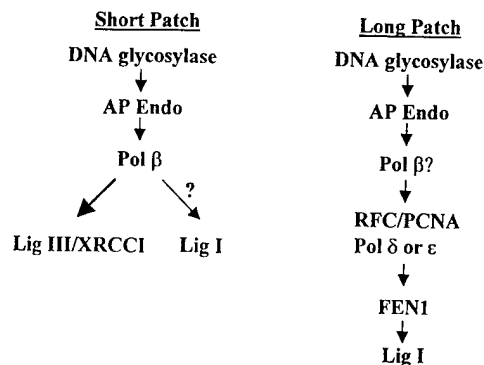 Short Patch
DNA glycosylase
AP Endo
Pol β
?
Lig III/XRCCI
Lig I
Long Patch
DNA glycosylase
AP Endo
Pol β?
RFC/PCNA
Pol δ or ε
FEN1
Lig I